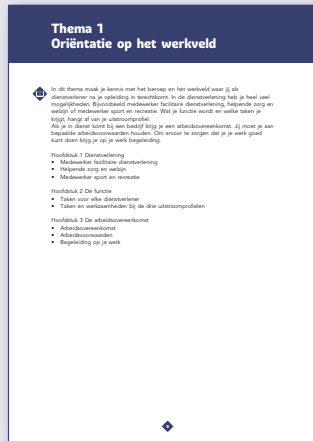 Thema 1
Oriëntatie op het werkveld
In dit thema maak je kennis met het beroep en het werkveld waar jij als
dienstverlener na je opleiding in terechtkomt. In de dienstverlening heb je heel veel
mogelijkheden. Bijvoorbeeld medewerker facilitaire dienstverlening, helpende zorg en
welzijn of medewerker sport en recreatie. Wat je functie wordt en welke taken je
krijgt, hangt af van je uitstroomprofiel.
Als je in dienst komt bij een bedrijf krijg je een arbeidsovereenkomst. Jij moet je aan
bepaalde arbeidsvoorwaarden houden. Om ervoor te zorgen dat je je werk goed
kunt doen krijg je op je werk begeleiding.
Hoofdstuk 1 Dienstverlening
• Medewerker facilitaire dienstverlening
• Helpende zorg en welzijn
• Medewerker sport en recreatie
Hoofdstuk 2 De functie
• Taken voor elke dienstverlener
• Taken en werkzaamheden bij de drie uitstroomprofielen
Hoofdstuk 3 De arbeidsovereenkomst
• Arbeidsovereenkomst
• Arbeidsvoorwaarden
• Begeleiding op je werk